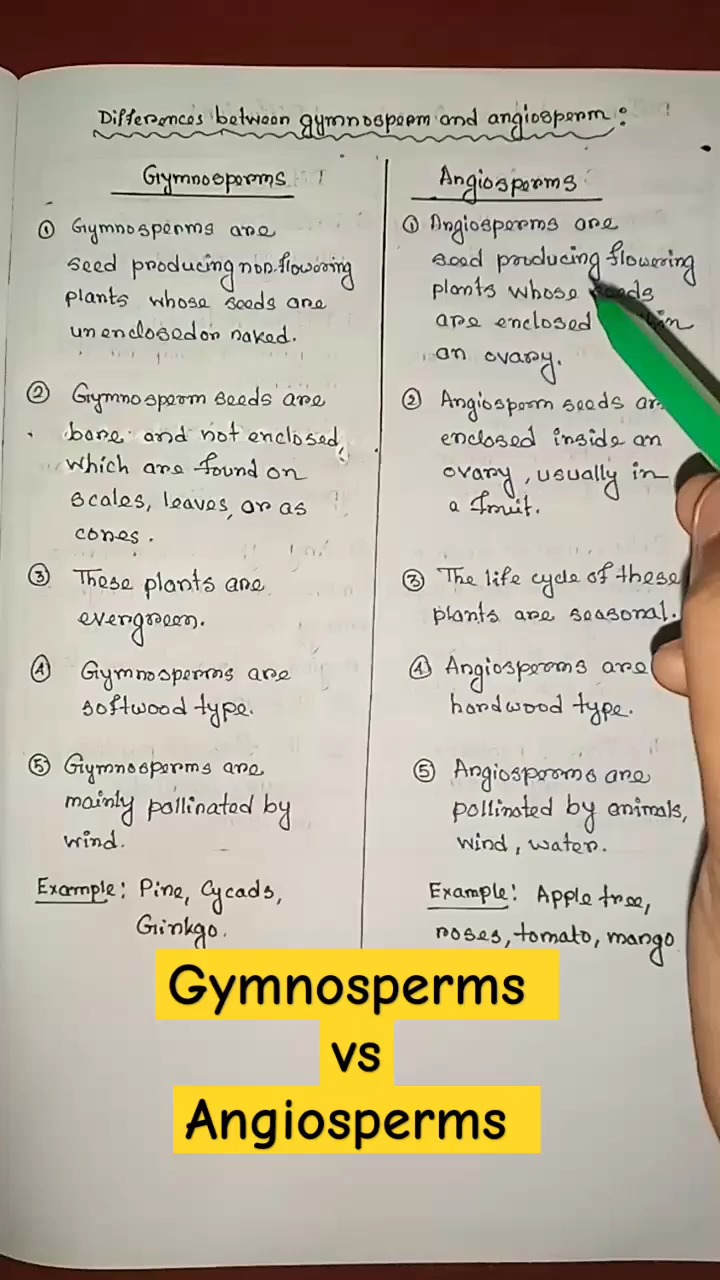 Differences between gymnosperm and angiosperm:
Gymnosperms
① Gymnosperms are
seed producing non-flowering
plants whose seeds are
unenclosed or naked.
② Gymnosperm seeds are
bare and not enclosed,
which are found on
scales, leaves, or as
cones.
③ These plants are
evergreen.
④ Gymnosperms are
softwood type.
⑤ Gymnosperms are
mainly pollinated by
wind.
Example: Pine, Cycads,
Ginkgo.
Angiosperms
① Angiosperms are
seed producing flowering
plants whose seeds
are enclosed
an ovary.
② Angiosperm seeds
enclosed inside an
ovary, usually in
a fruit.
③ The life cycle of these
plants are seasonal.
④ Angiosperms are
hardwood type.
⑤ Angiosperms are
pollinated by animals,
wind, water.
Example: Apple tree,
roses, tomato, mango
Gymnosperms
vs
Angiosperms